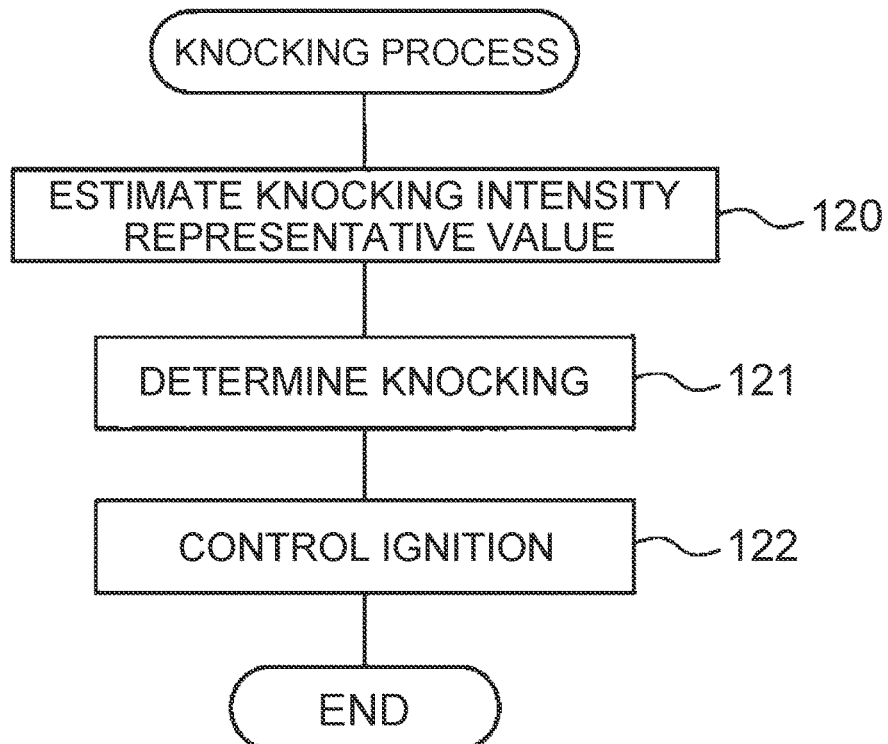 KNOCKING PROCESS
ESTIMATE KNOCKING INTENSITY
REPRESENTATIVE VALUE
120
DETERMINE KNOCKING
121
CONTROL IGNITION
122
END